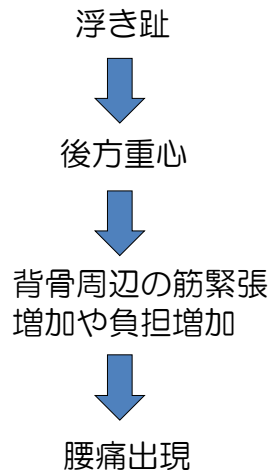 浮き趾
後方重心
背骨周辺の筋緊張
増加や負担増加
腰痛出現